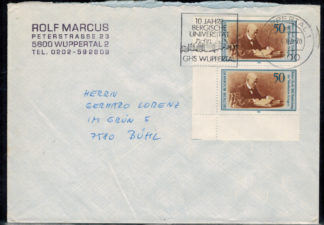 ROLF MARCUS
PETERSTRASSE 23
5600 WUPPERTAL 2
TEL. 0202-592809
10 JAHRE
BERGISCHE
UNIVERSITÄT
GHS WUPPERTAL
50
50
HERRN
GERHARD LORENZ
IM GRÜN 5
7580 BÜHL